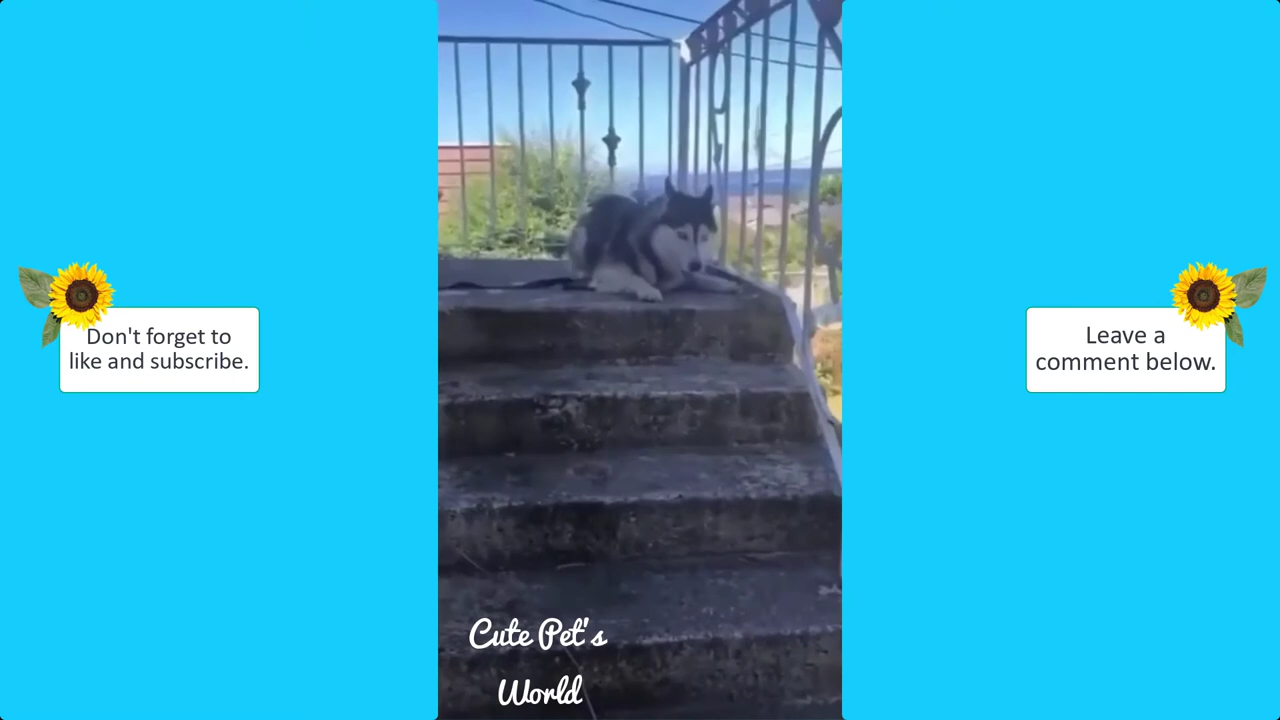 Don't forget to
like and subscribe.
Leave a
comment below.
Cute Pet's
World